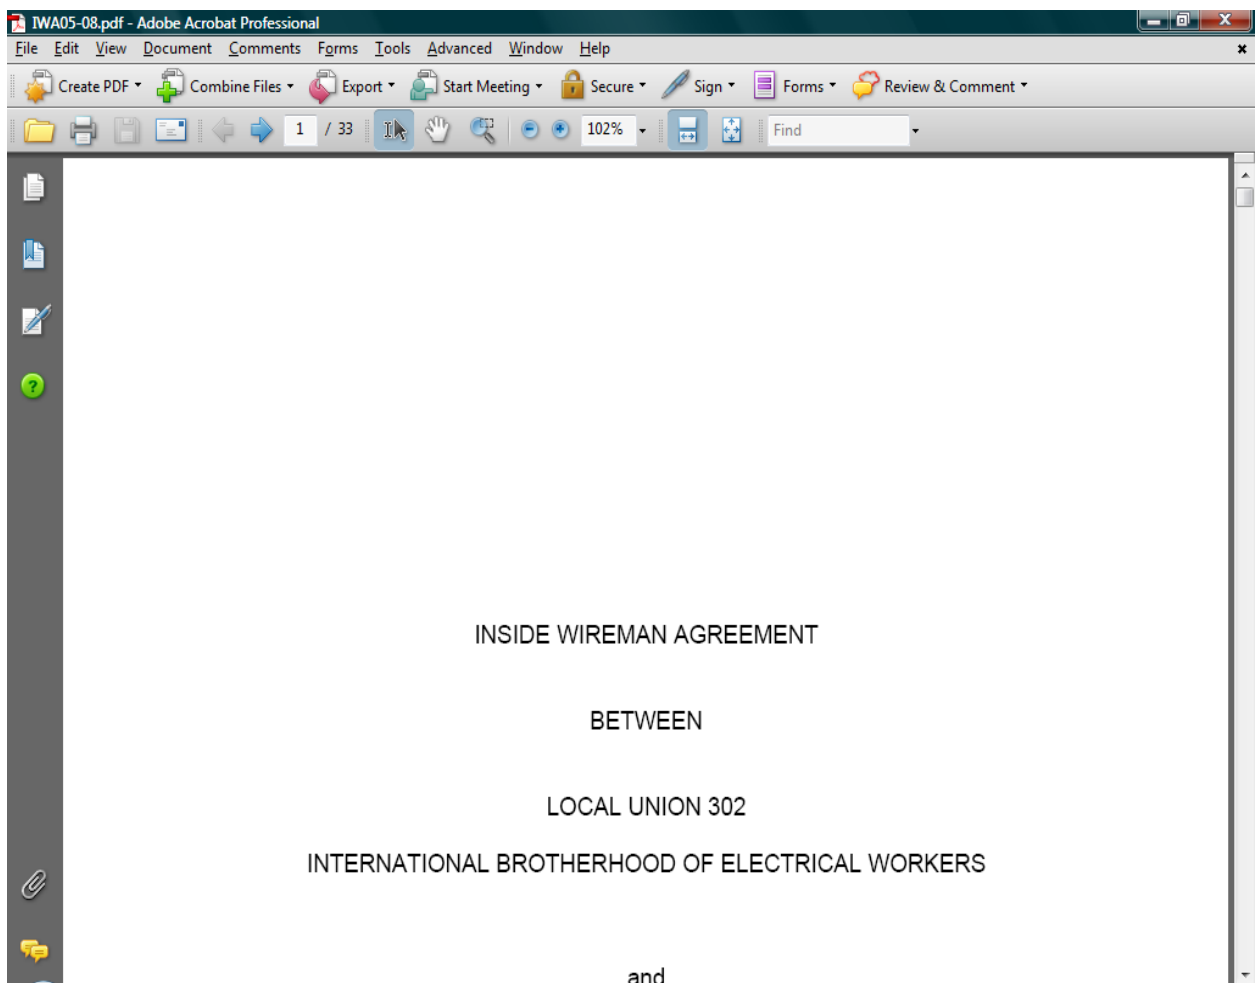 IWA05-08.pdf - Adobe Acrobat Professional
File Edit View Document Comments Forms Tools Advanced Window Help
Create PDF Combine Files Export Start Meeting Secure Sign Forms Review & Comment
1 / 33 102% Find
INSIDE WIREMAN AGREEMENT
BETWEEN
LOCAL UNION 302
INTERNATIONAL BROTHERHOOD OF ELECTRICAL WORKERS
and